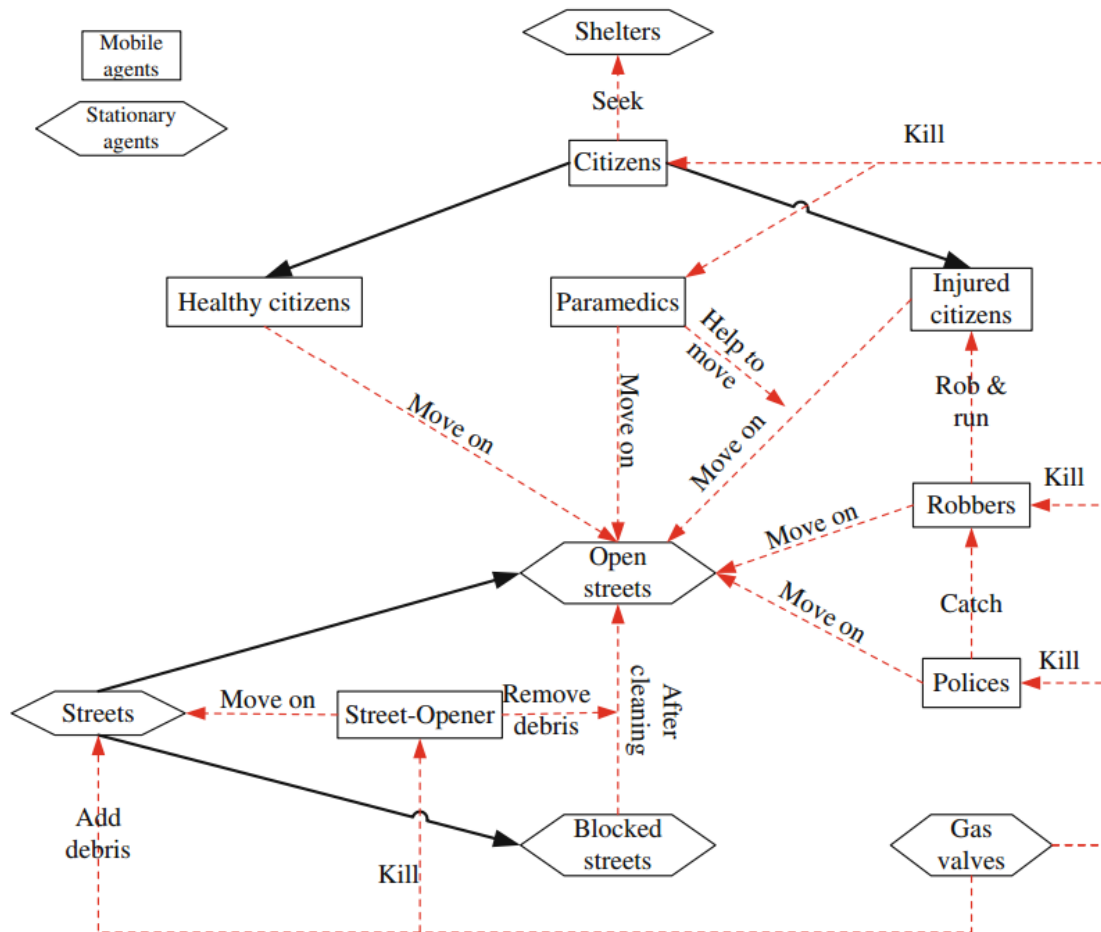 Shelters
Mobile
agents
Stationary
agents
Seek
Kill
Citizens
Healthy citizens
Paramedics
Injured
citizens
Help to
move
Rob &
run
Move on
Move on
Move on
Kill
Robbers
Move on
Open
streets
Catch
Move on
Kill
Polices
Streets
Move on
Street-Opener
Remove
debris
After
cleaning
Add
debris
Kill
Blocked
streets
Gas
valves